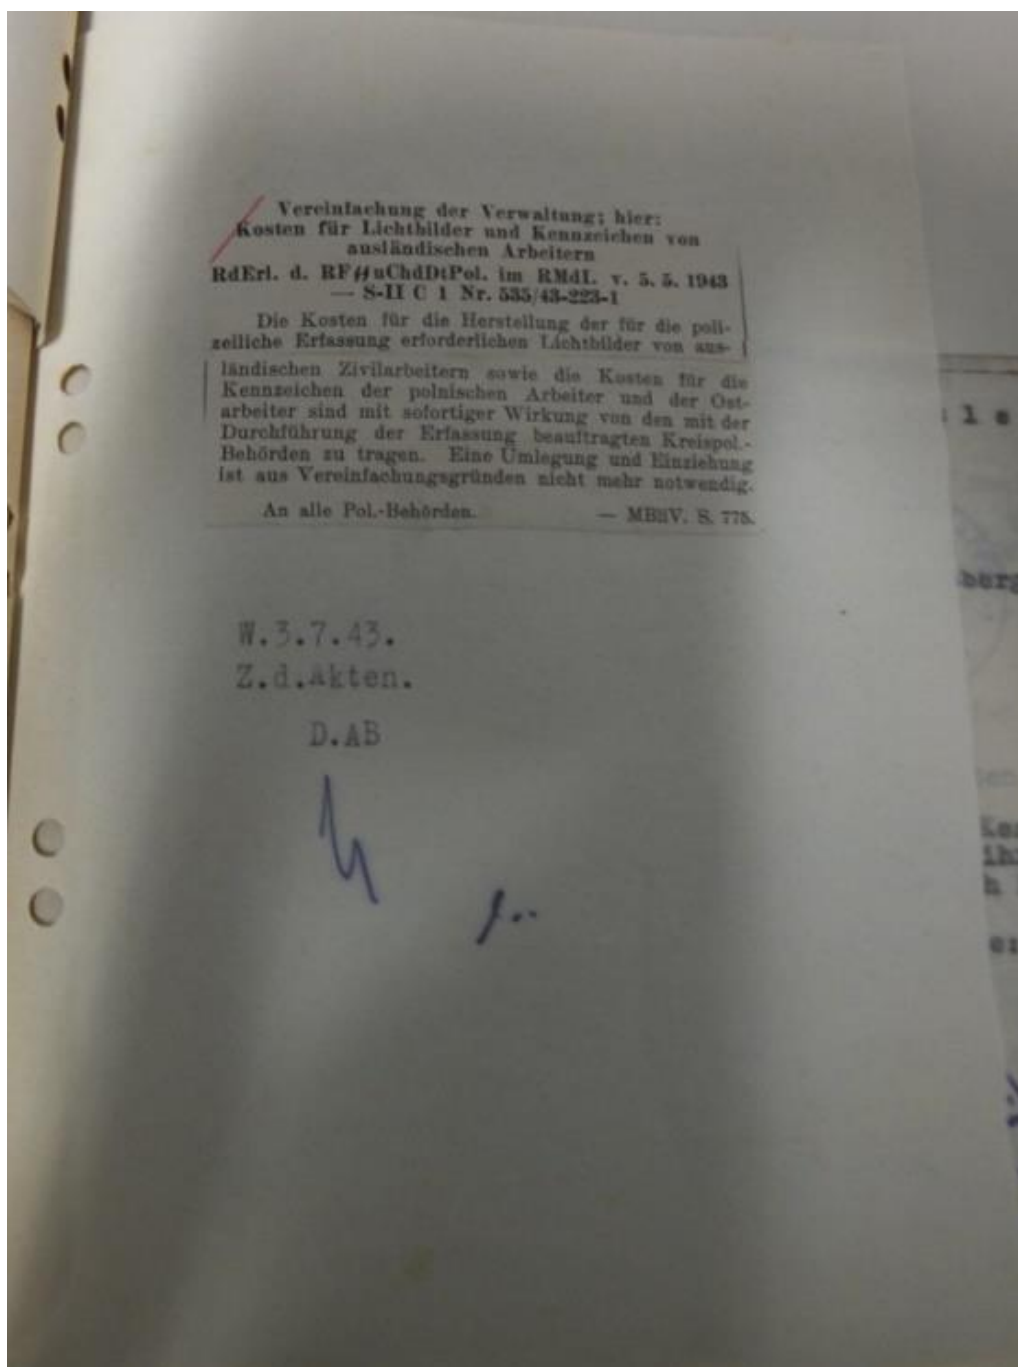 Vereinfachung der Verwaltung; hier:
Kosten für Lichtbilder und Kennzeichen von
ausländischen Arbeitern
RdErl. d. RFᛋᛋuChdDtPol. im RMdI. v. 5. 5. 1943
— S-II C 1 Nr. 535/43-223-1
Die Kosten für die Herstellung der für die poli-
zeiliche Erfassung erforderlichen Lichtbilder von aus-
ländischen Zivilarbeitern sowie die Kosten für die
Kennzeichen der polnischen Arbeiter und der Ost-
arbeiter sind mit sofortiger Wirkung von den mit der
Durchführung der Erfassung beauftragten Kreispol.-
Behörden zu tragen. Eine Umlegung und Einziehung
ist aus Vereinfachungsgründen nicht mehr notwendig.
An alle Pol.-Behörden. — MBliV. S. 775.
W.3.7.43.
Z.d.Akten.
D.AB